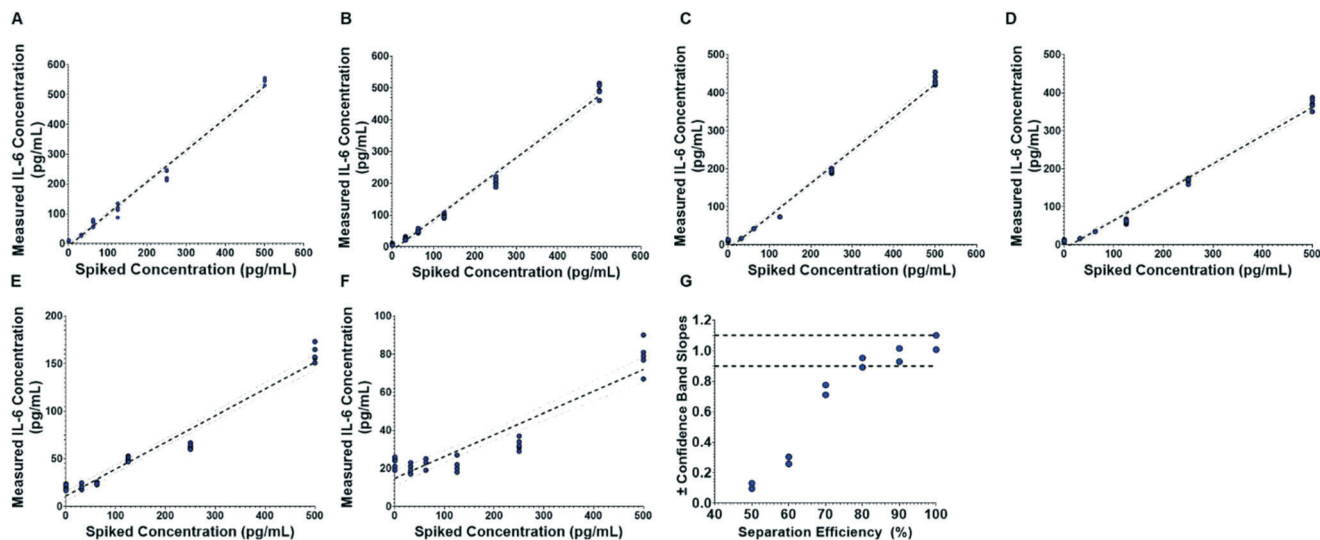 A
Measured IL-6 Concentration
(pg/mL)
600
500
400
300
200
100
0
0 100 200 300 400 500 600
Spiked Concentration (pg/mL)
B
Measured IL-6 Concentration
(pg/mL)
600
500
400
300
200
100
0
0 100 200 300 400 500 600
Spiked Concentration (pg/mL)
C
Measured IL-6 Concentration
(pg/mL)
500
400
300
200
100
0
0 100 200 300 400 500 600
Spiked Concentration (pg/mL)
D
Measured IL-6 Concentration
(pg/mL)
500
400
300
200
100
0
0 100 200 300 400 500
Spiked Concentration (pg/mL)
E
Measured IL-6 Concentration
(pg/mL)
200
150
100
50
0
0 100 200 300 400 500
Spiked Concentration (pg/mL)
F
Measured IL-6 Concentration
(pg/mL)
100
80
60
40
20
0
0 100 200 300 400 500
Spiked Concentration (pg/mL)
G
± Confidence Band Slopes
1.2
1.0
0.8
0.6
0.4
0.2
0.0
40 50 60 70 80 90 100
Separation Efficiency (%)